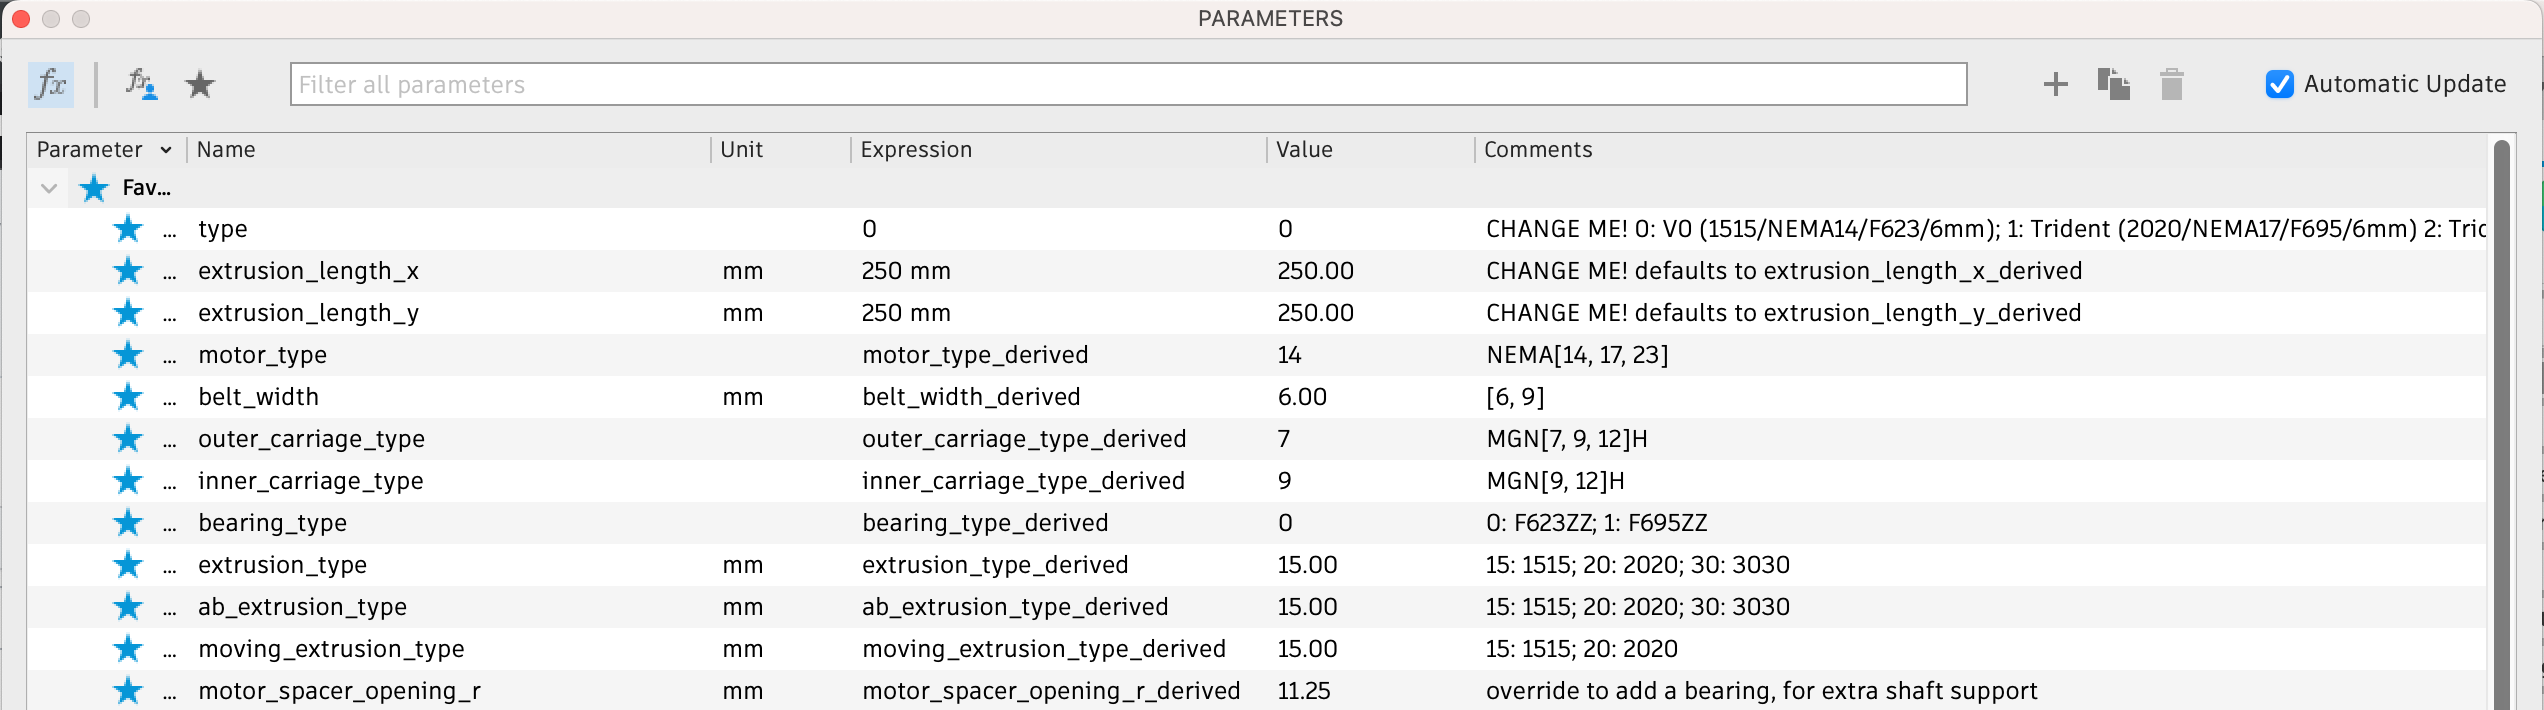 PARAMETERS
fx fx Filter all parameters Automatic Update
Parameter Name Unit Expression Value Comments
Fav...
... type 0 0 CHANGE ME! 0: V0 (1515/NEMA14/F623/6mm); 1: Trident (2020/NEMA17/F695/6mm) 2: Tric
... extrusion_length_x mm 250 mm 250.00 CHANGE ME! defaults to extrusion_length_x_derived
... extrusion_length_y mm 250 mm 250.00 CHANGE ME! defaults to extrusion_length_y_derived
... motor_type motor_type_derived 14 NEMA[14, 17, 23]
... belt_width mm belt_width_derived 6.00 [6, 9]
... outer_carriage_type outer_carriage_type_derived 7 MGN[7, 9, 12]H
... inner_carriage_type inner_carriage_type_derived 9 MGN[9, 12]H
... bearing_type bearing_type_derived 0 0: F623ZZ; 1: F695ZZ
... extrusion_type mm extrusion_type_derived 15.00 15: 1515; 20: 2020; 30: 3030
... ab_extrusion_type mm ab_extrusion_type_derived 15.00 15: 1515; 20: 2020; 30: 3030
... moving_extrusion_type mm moving_extrusion_type_derived 15.00 15: 1515; 20: 2020
... motor_spacer_opening_r mm motor_spacer_opening_r_derived 11.25 override to add a bearing, for extra shaft support